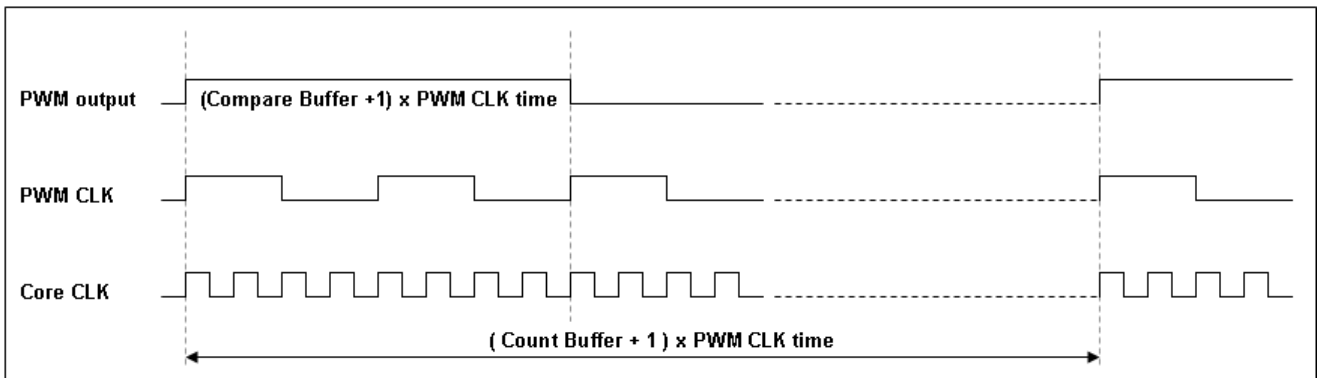 PWM output
(Compare Buffer +1) x PWM CLK time
PWM CLK
Core CLK
( Count Buffer + 1 ) x PWM CLK time